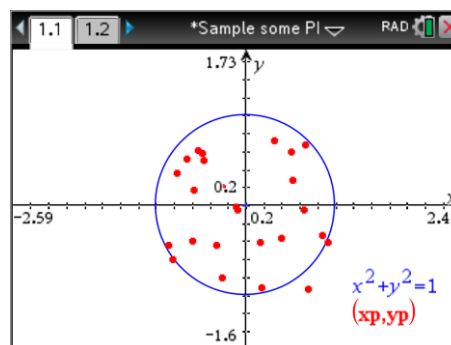 1.1 1.2 *Sample some PI RAD
1.73 y
0.2
-2.59 0.2 2.4
x²+y²=1
(xp,yp)
-1.6